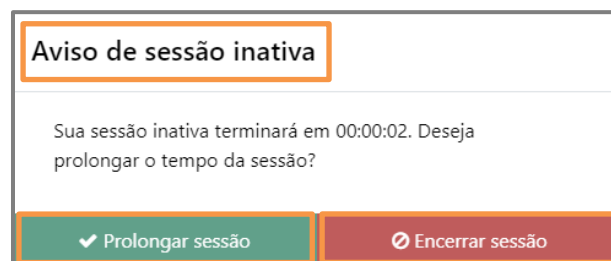 Aviso de sessão inativa
Sua sessão inativa terminará em 00:00:02. Deseja
prolongar o tempo da sessão?
Prolongar sessão
Encerrar sessão